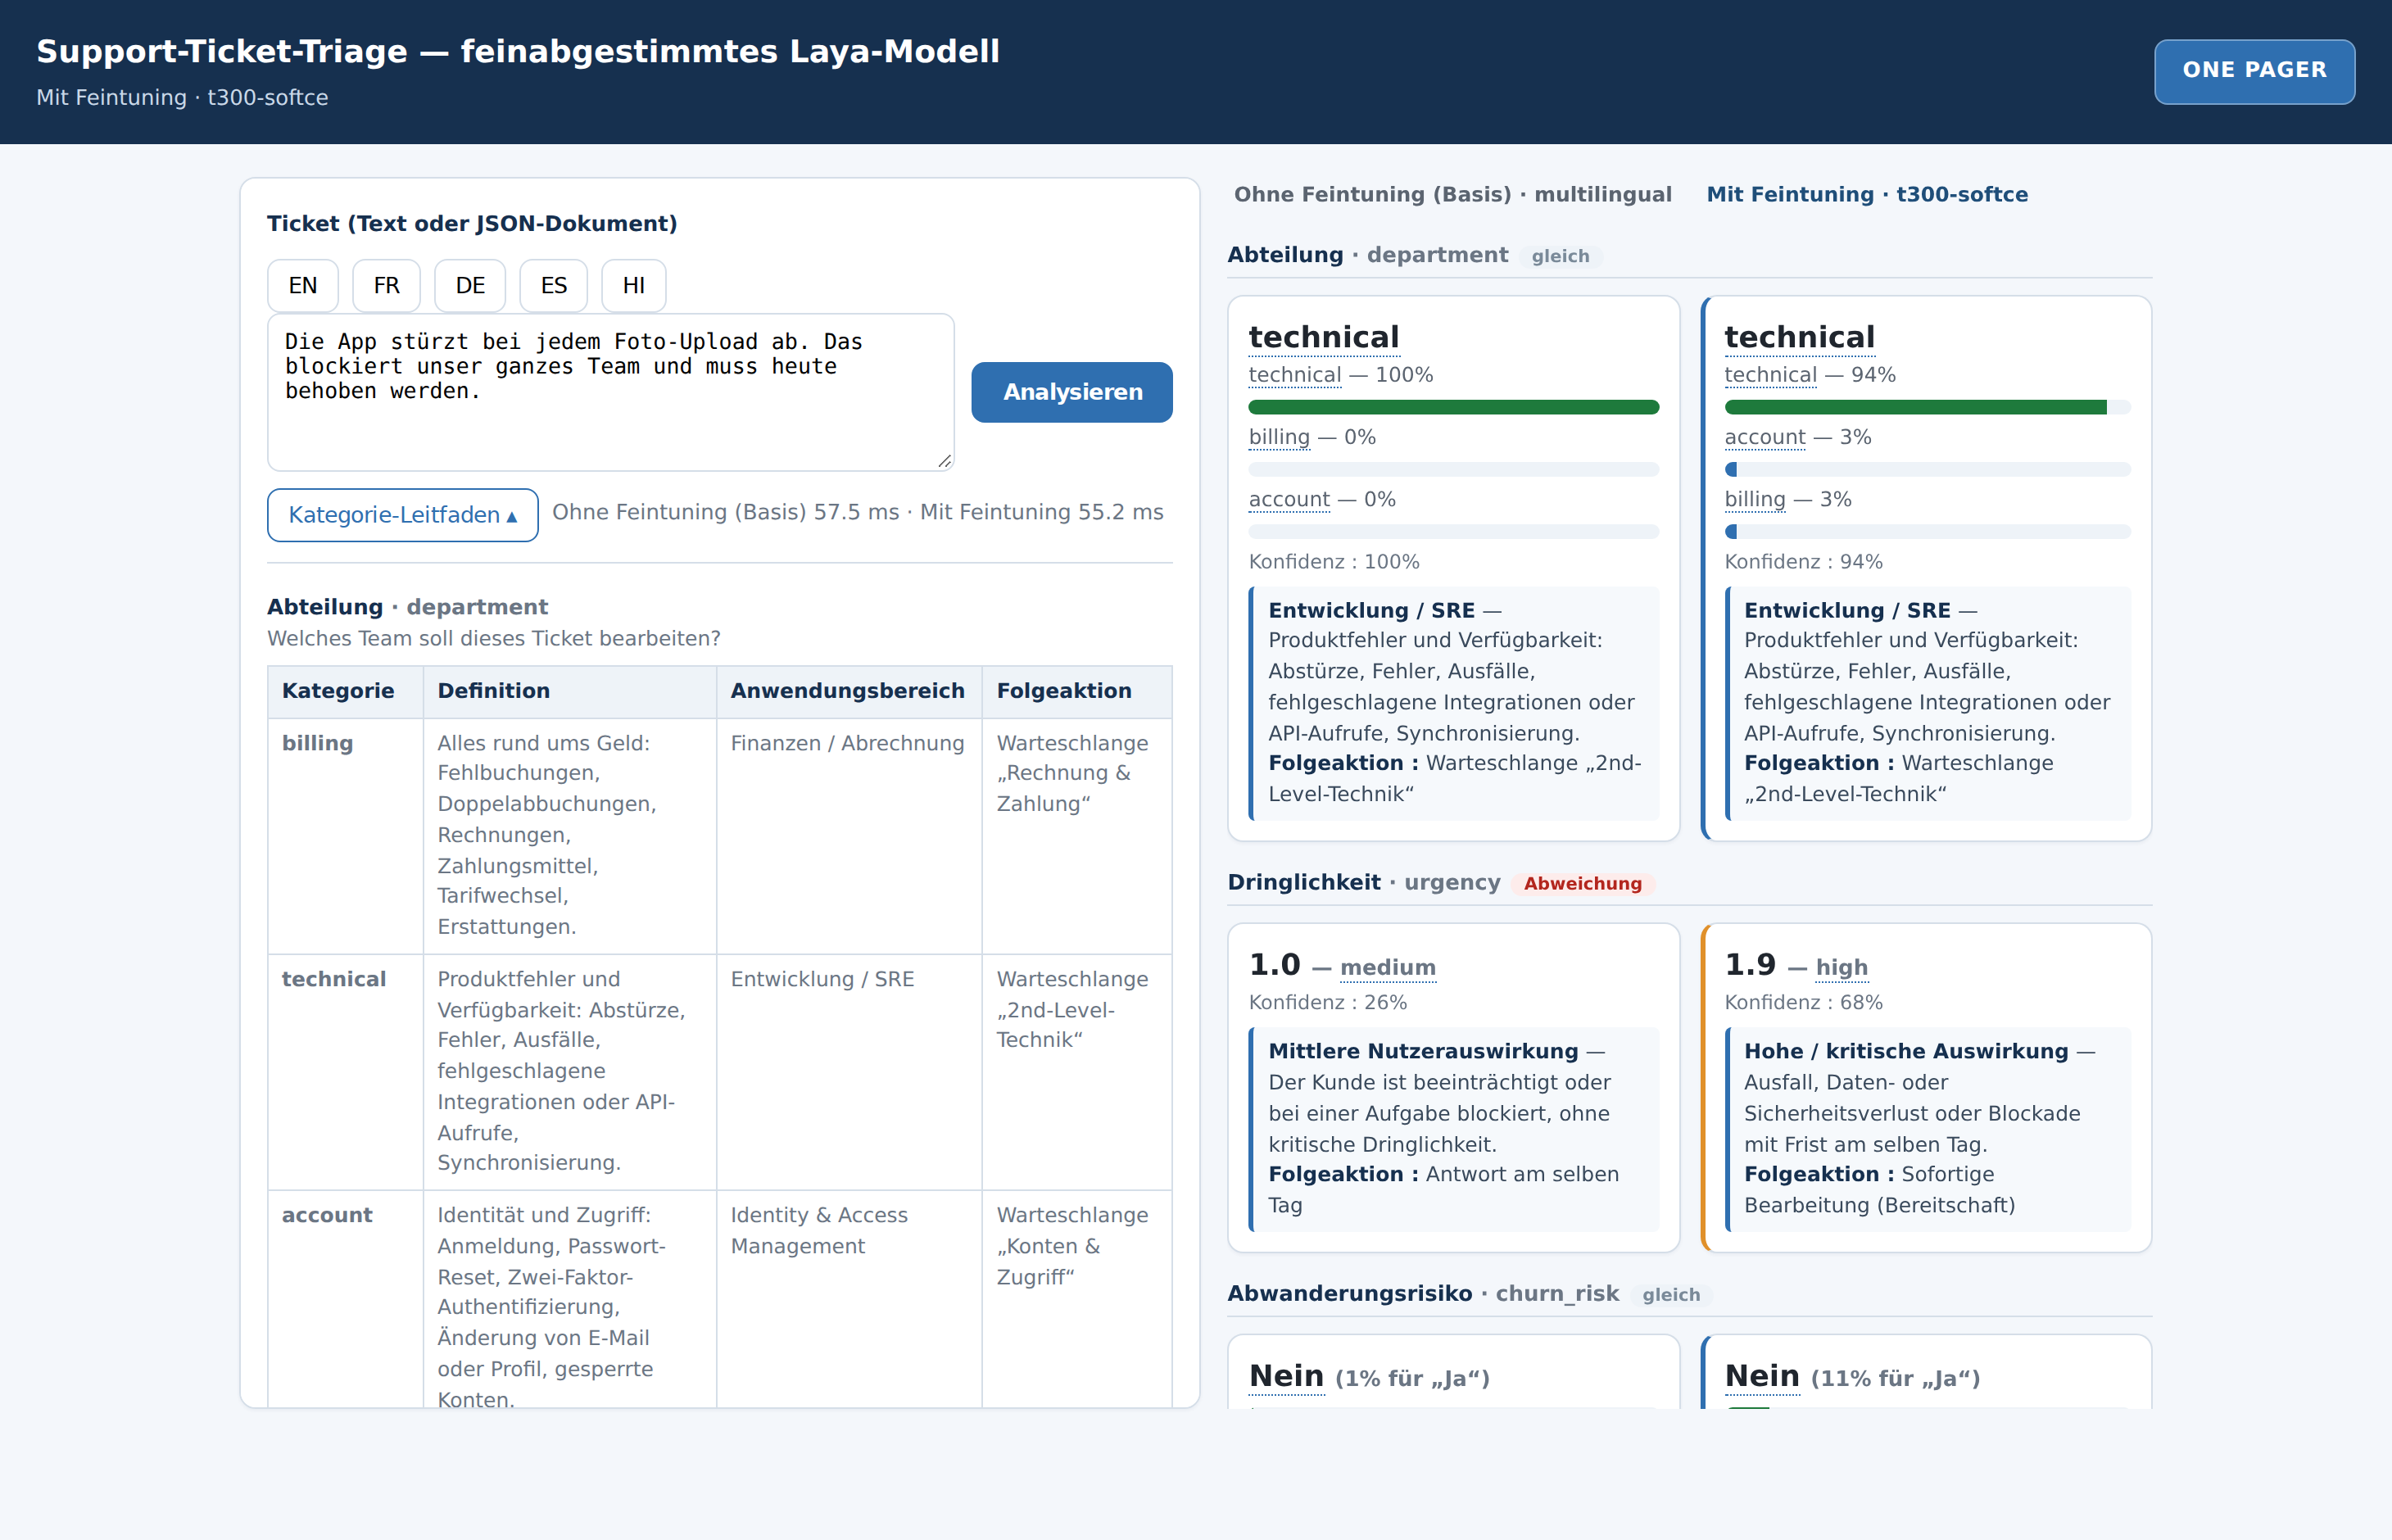 Support-Ticket-Triage — feinabgestimmtes Laya-Modell
Mit Feintuning · t300-softce
ONE PAGER
Ticket (Text oder JSON-Dokument)
EN FR DE ES HI
Die App stürzt bei jedem Foto-Upload ab. Das
blockiert unser ganzes Team und muss heute
behoben werden.
Analysieren
Kategorie-Leitfaden ▴ Ohne Feintuning (Basis) 57.5 ms · Mit Feintuning 55.2 ms
Abteilung · department
Welches Team soll dieses Ticket bearbeiten?
Kategorie Definition Anwendungsbereich Folgeaktion
billing
Alles rund ums Geld:
Fehlbuchungen,
Doppelabbuchungen,
Rechnungen,
Zahlungsmittel,
Tarifwechsel,
Erstattungen.
Finanzen / Abrechnung
Warteschlange
„Rechnung &
Zahlung“
technical
Produktfehler und
Verfügbarkeit: Abstürze,
Fehler, Ausfälle,
fehlgeschlagene
Integrationen oder API-
Aufrufe,
Synchronisierung.
Entwicklung / SRE
Warteschlange
„2nd-Level-
Technik“
account
Identität und Zugriff:
Anmeldung, Passwort-
Reset, Zwei-Faktor-
Authentifizierung,
Änderung von E-Mail
oder Profil, gesperrte
Konten.
Identity & Access
Management
Warteschlange
„Konten &
Zugriff“
Ohne Feintuning (Basis) · multilingual
Mit Feintuning · t300-softce
Abteilung · department gleich
technical
technical — 100%
billing — 0%
account — 0%
Konfidenz : 100%
Entwicklung / SRE —
Produktfehler und Verfügbarkeit:
Abstürze, Fehler, Ausfälle,
fehlgeschlagene Integrationen oder
API-Aufrufe, Synchronisierung.
Folgeaktion : Warteschlange „2nd-
Level-Technik“
technical
technical — 94%
account — 3%
billing — 3%
Konfidenz : 94%
Entwicklung / SRE —
Produktfehler und Verfügbarkeit:
Abstürze, Fehler, Ausfälle,
fehlgeschlagene Integrationen oder
API-Aufrufe, Synchronisierung.
Folgeaktion : Warteschlange
„2nd-Level-Technik“
Dringlichkeit · urgency Abweichung
1.0 — medium
Konfidenz : 26%
Mittlere Nutzerauswirkung —
Der Kunde ist beeinträchtigt oder
bei einer Aufgabe blockiert, ohne
kritische Dringlichkeit.
Folgeaktion : Antwort am selben
Tag
1.9 — high
Konfidenz : 68%
Hohe / kritische Auswirkung —
Ausfall, Daten- oder
Sicherheitsverlust oder Blockade
mit Frist am selben Tag.
Folgeaktion : Sofortige
Bearbeitung (Bereitschaft)
Abwanderungsrisiko · churn_risk gleich
Nein (1% für „Ja“)
Nein (11% für „Ja“)